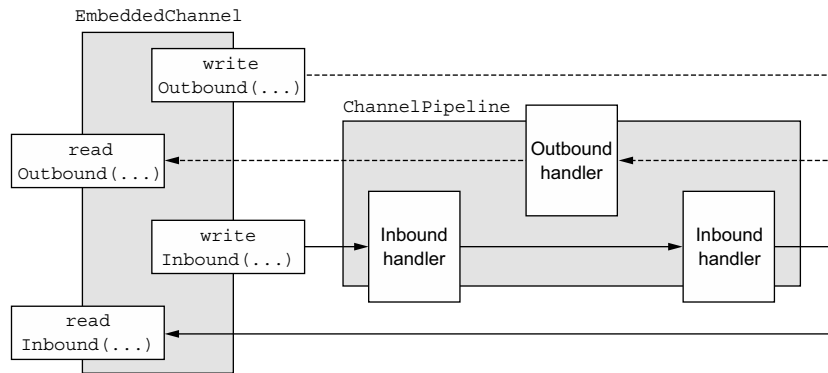 EmbeddedChannel
write
Outbound(...)
ChannelPipeline
read
Outbound(...)
Outbound
handler
write
Inbound(...)
Inbound
handler
Inbound
handler
read
Inbound(...)